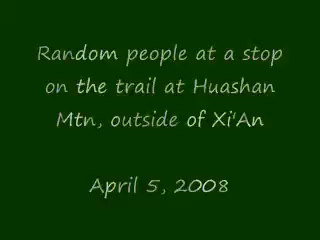 Random people at a stop
on the trail at Huashan
Mtn, outside of Xi'An
April 5, 2008